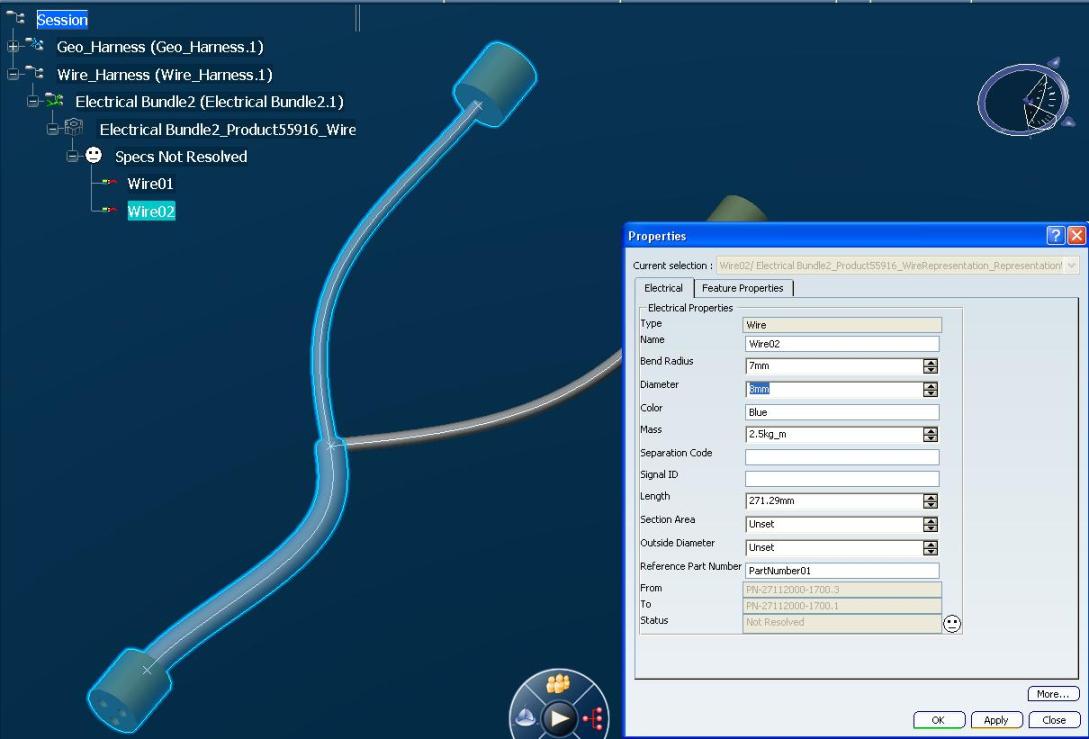 Session
Geo_Harness (Geo_Harness.1)
Wire_Harness (Wire_Harness.1)
Electrical Bundle2 (Electrical Bundle2.1)
Electrical Bundle2_Product55916_Wire
Specs Not Resolved
Wire01
Wire02
Properties
Current selection : Wire02/ Electrical Bundle2_Product55916_WireRepresentation_Representation
Electrical Feature Properties
Electrical Properties
Type Wire
Name Wire02
Bend Radius 7mm
Diameter 8mm
Color Blue
Mass 2.5kg_m
Separation Code
Signal ID
Length 271.29mm
Section Area Unset
Outside Diameter Unset
Reference Part Number PartNumber01
From PN-27112000-1700.3
To PN-27112000-1700.1
Status Not Resolved
More...
OK Apply Close